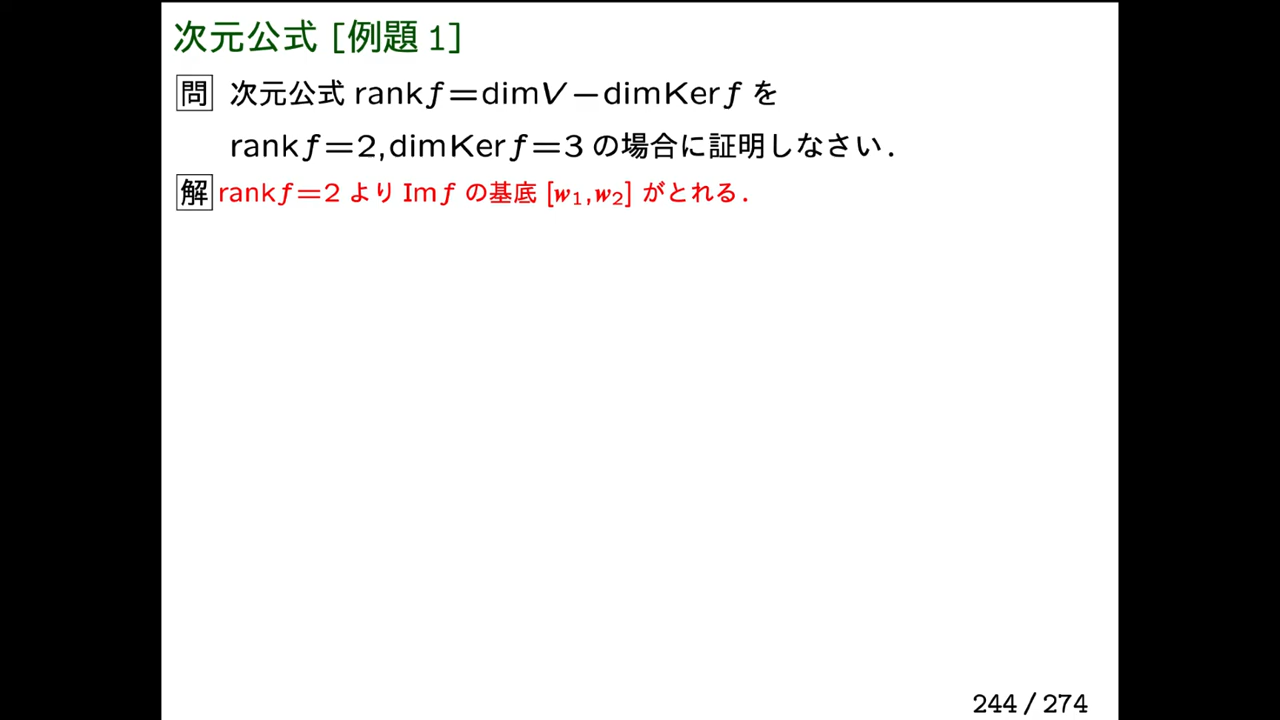 次元公式 [例題 1]
問 次元公式 rank f = dim V − dim Ker f を
rank f = 2, dim Ker f = 3 の場合に証明しなさい.
解 rank f = 2 より Im f の基底 [w₁, w₂] がとれる.
244 / 274